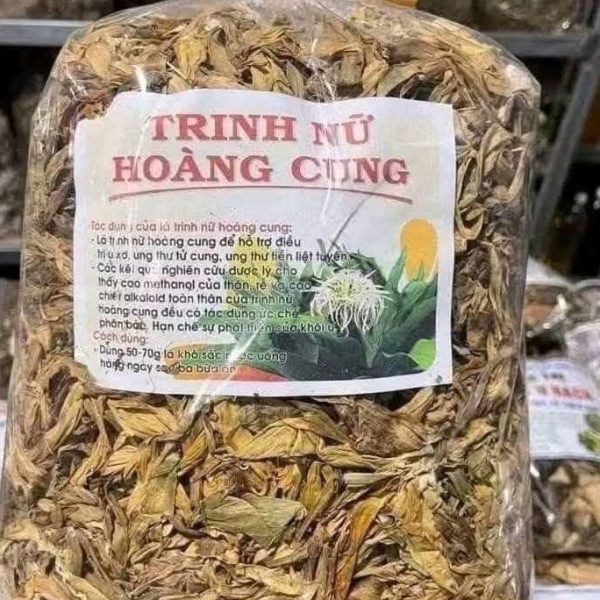 TRINH NỮ
HOÀNG CUNG
Tác dụng của lá trinh nữ hoàng cung:
- Lá trinh nữ hoàng cung để hỗ trợ điều
trị u xơ, ung thư tử cung, ung thư tiền liệt tuyến.
- Các kết quả nghiên cứu dược lý cho
thấy cao methanol của thân, rễ và cao
chiết alkaloid toàn thân của trinh nữ
hoàng cung đều có tác dụng ức chế
phân bào. Hạn chế sự phát triển của khối u.
Cách dùng:
- Dùng 50-70g lá khô sắc nước uống
hàng ngày sau ba bữa ăn